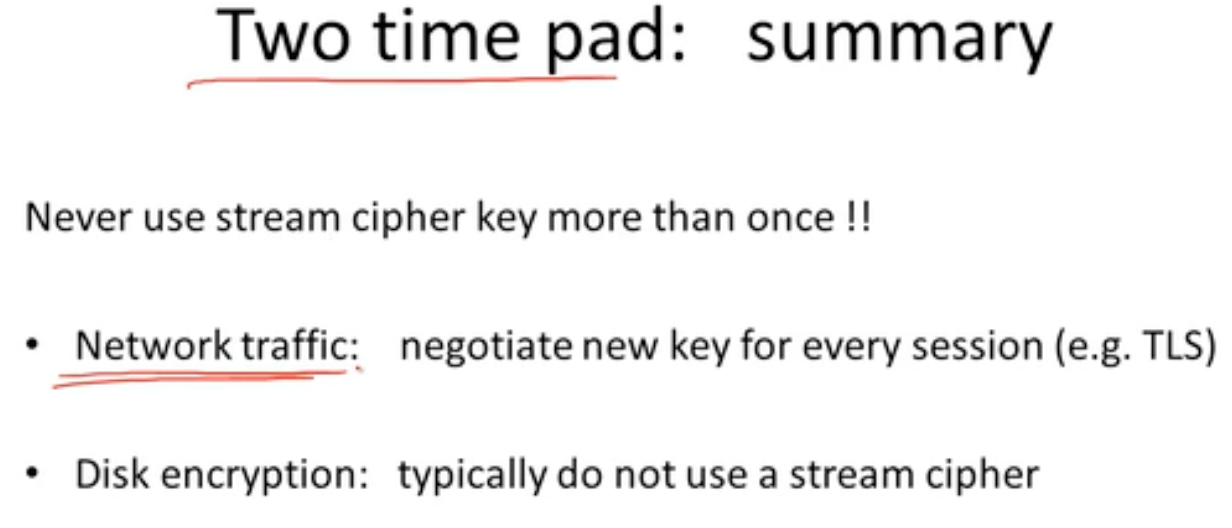 Two time pad: summary
Never use stream cipher key more than once !!
• Network traffic: negotiate new key for every session (e.g. TLS)
• Disk encryption: typically do not use a stream cipher